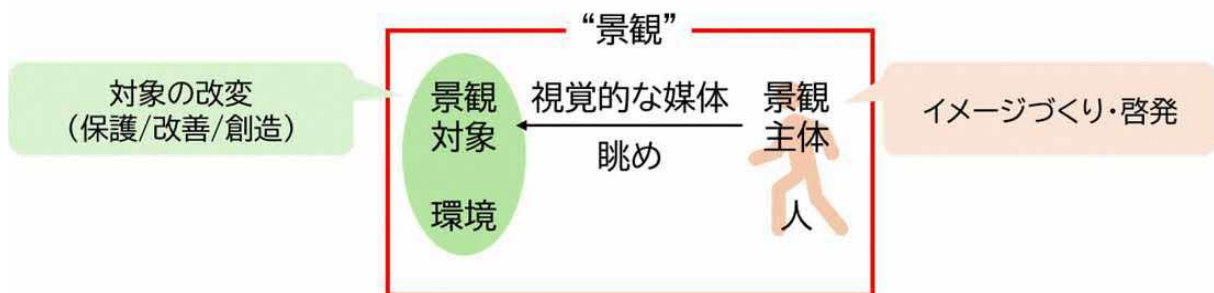 “景観”
対象の改変
（保護/改善/創造）
景観
対象
環境
視覚的な媒体
眺め
景観
主体
人
イメージづくり・啓発